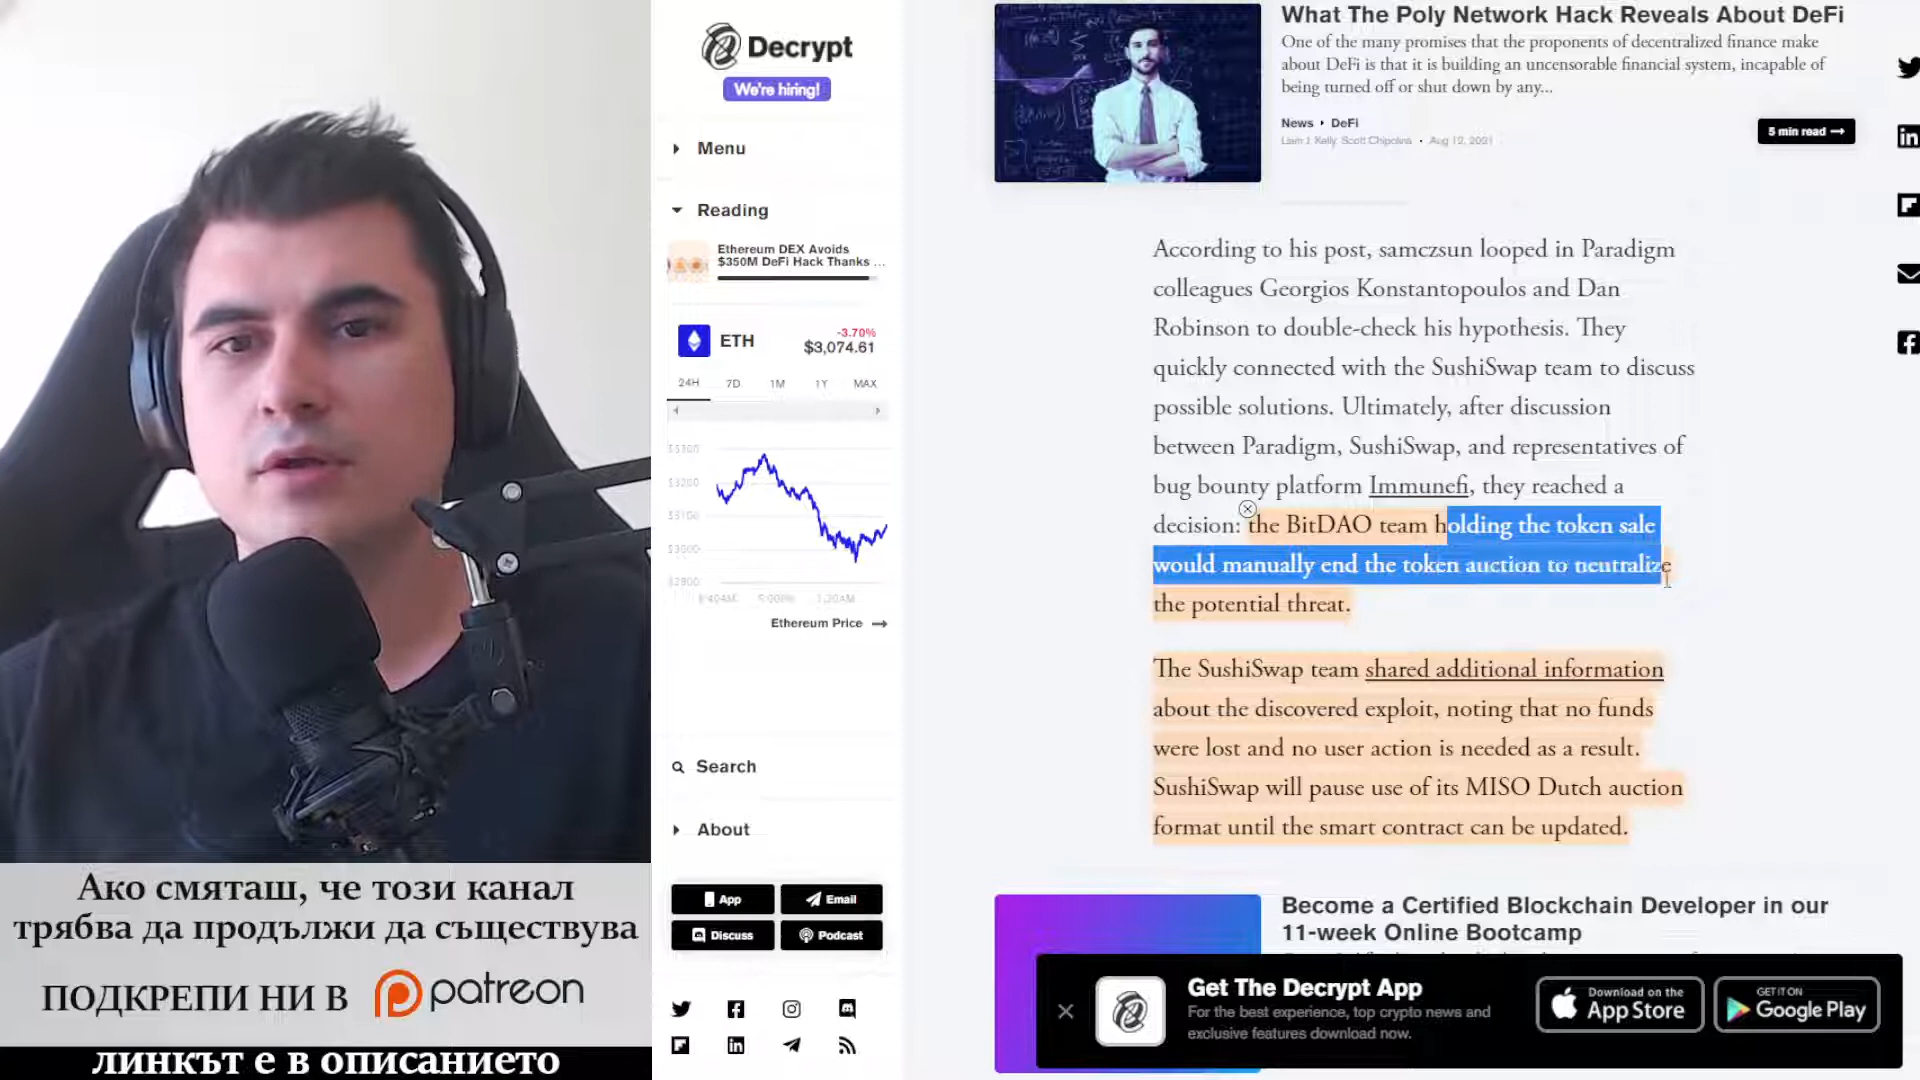 Ако смяташ, че този канал
трябва да продължи да съществува
ПОДКРЕПИ НИ В patreon
линкът е в описанието
Decrypt
We're hiring!
Menu
Reading
Ethereum DEX Avoids
$350M DeFi Hack Thanks ...
ETH
-3.70%
$3,074.61
24H 7D 1M 1Y MAX
$3200
$3100
$3000
$2900
Ethereum Price
Search
About
App
Email
Discuss
Podcast
What The Poly Network Hack Reveals About DeFi
One of the many promises that the proponents of decentralized finance make
about DeFi is that it is building an uncensorable financial system, incapable of
being turned off or shut down by any...
News • DeFi
Liam J. Kelly, Scott Chipolina • Aug 12, 2021
5 min read
According to his post, samczsun looped in Paradigm
colleagues Georgios Konstantopoulos and Dan
Robinson to double-check his hypothesis. They
quickly connected with the SushiSwap team to discuss
possible solutions. Ultimately, after discussion
between Paradigm, SushiSwap, and representatives of
bug bounty platform Immunefi, they reached a
decision: the BitDAO team holding the token sale
would manually end the token auction to neutralize
the potential threat.
The SushiSwap team shared additional information
about the discovered exploit, noting that no funds
were lost and no user action is needed as a result.
SushiSwap will pause use of its MISO Dutch auction
format until the smart contract can be updated.
Become a Certified Blockchain Developer in our
11-week Online Bootcamp
Get The Decrypt App
For the best experience, top crypto news and
exclusive features download now.
Download on the
App Store
GET IT ON
Google Play